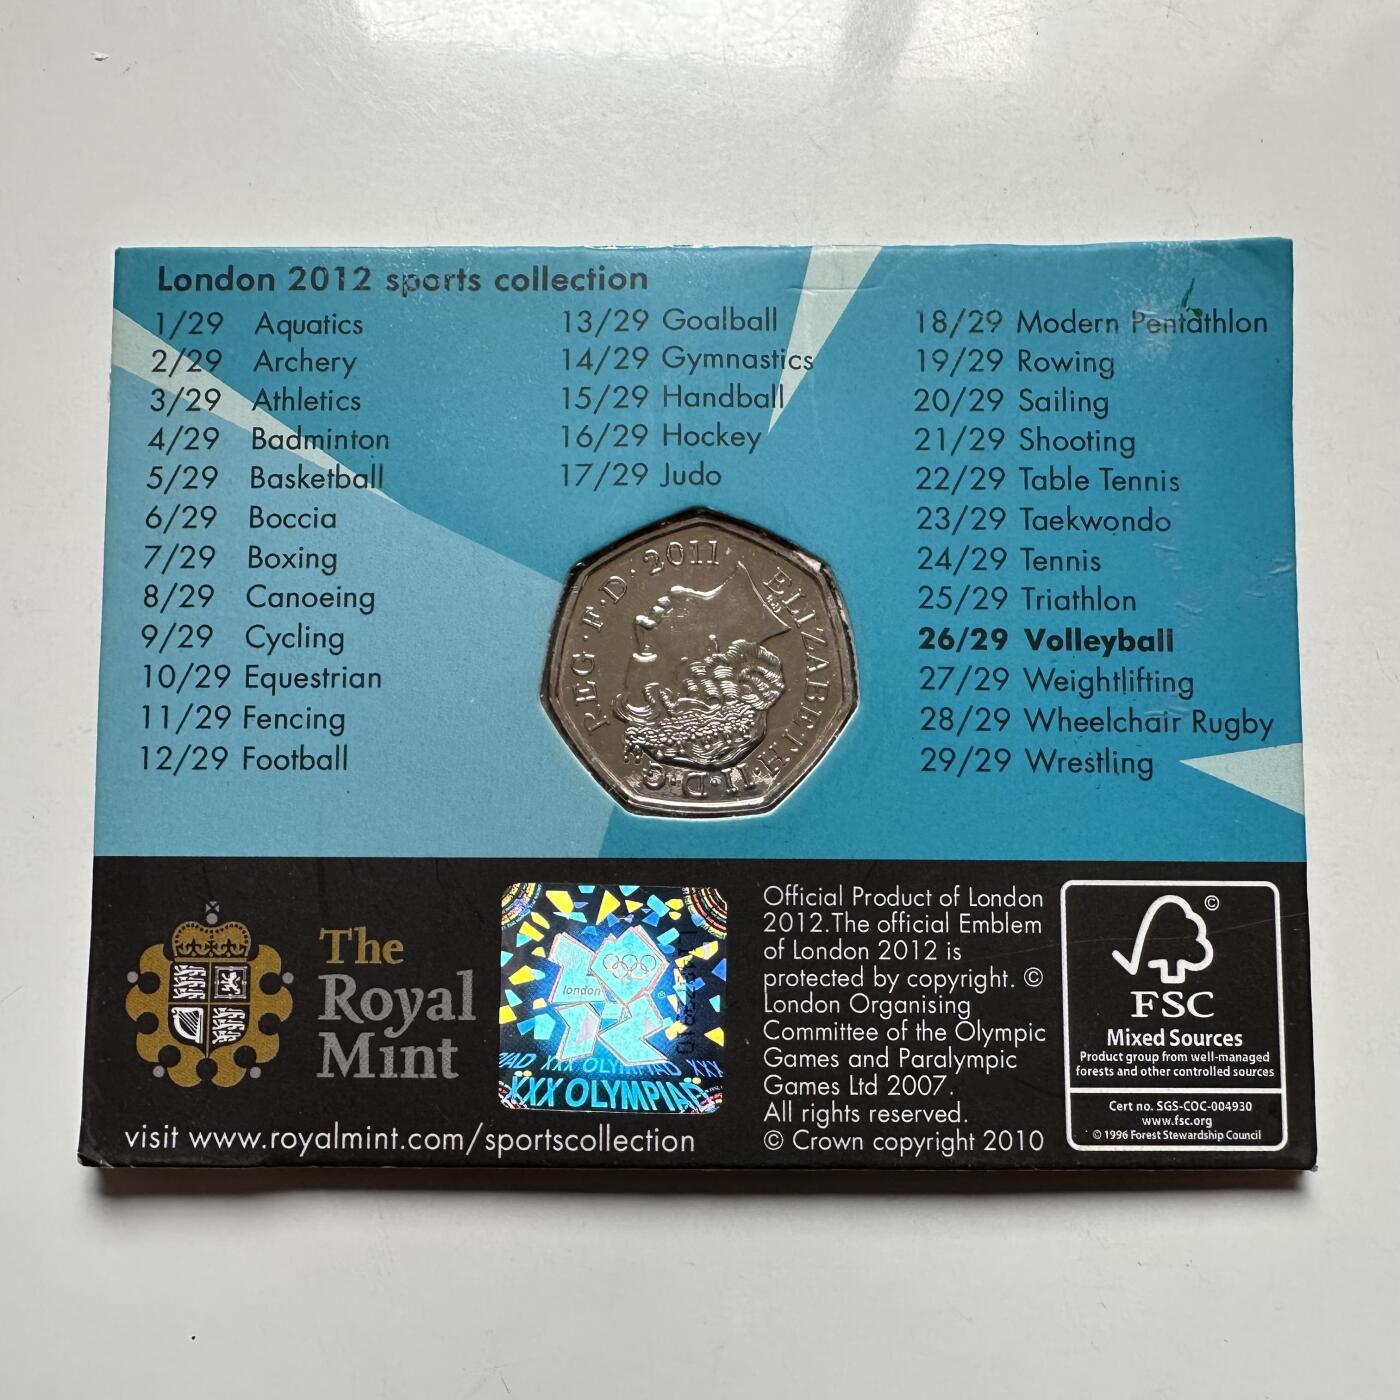 London 2012 sports collection
1/29 Aquatics
2/29 Archery
3/29 Athletics
4/29 Badminton
5/29 Basketball
6/29 Boccia
7/29 Boxing
8/29 Canoeing
9/29 Cycling
10/29 Equestrian
11/29 Fencing
12/29 Football
13/29 Goalball
14/29 Gymnastics
15/29 Handball
16/29 Hockey
17/29 Judo
18/29 Modern Pentathlon
19/29 Rowing
20/29 Sailing
21/29 Shooting
22/29 Table Tennis
23/29 Taekwondo
24/29 Tennis
25/29 Triathlon
26/29 Volleyball
27/29 Weightlifting
28/29 Wheelchair Rugby
29/29 Wrestling
ELIZABETH·II·D·G
REG·F·D·2011
The
Royal
Mint
visit www.royalmint.com/sportscollection
london
XXX OLYMPIAD XXX
XXX OLYMPIAD
Official Product of London
2012.The official Emblem
of London 2012 is
protected by copyright. ©
London Organising
Committee of the Olympic
Games and Paralympic
Games Ltd 2007.
All rights reserved.
© Crown copyright 2010
©
FSC
Mixed Sources
Product group from well-managed
forests and other controlled sources
Cert no. SGS-COC-004930
www.fsc.org
© 1996 Forest Stewardship Council